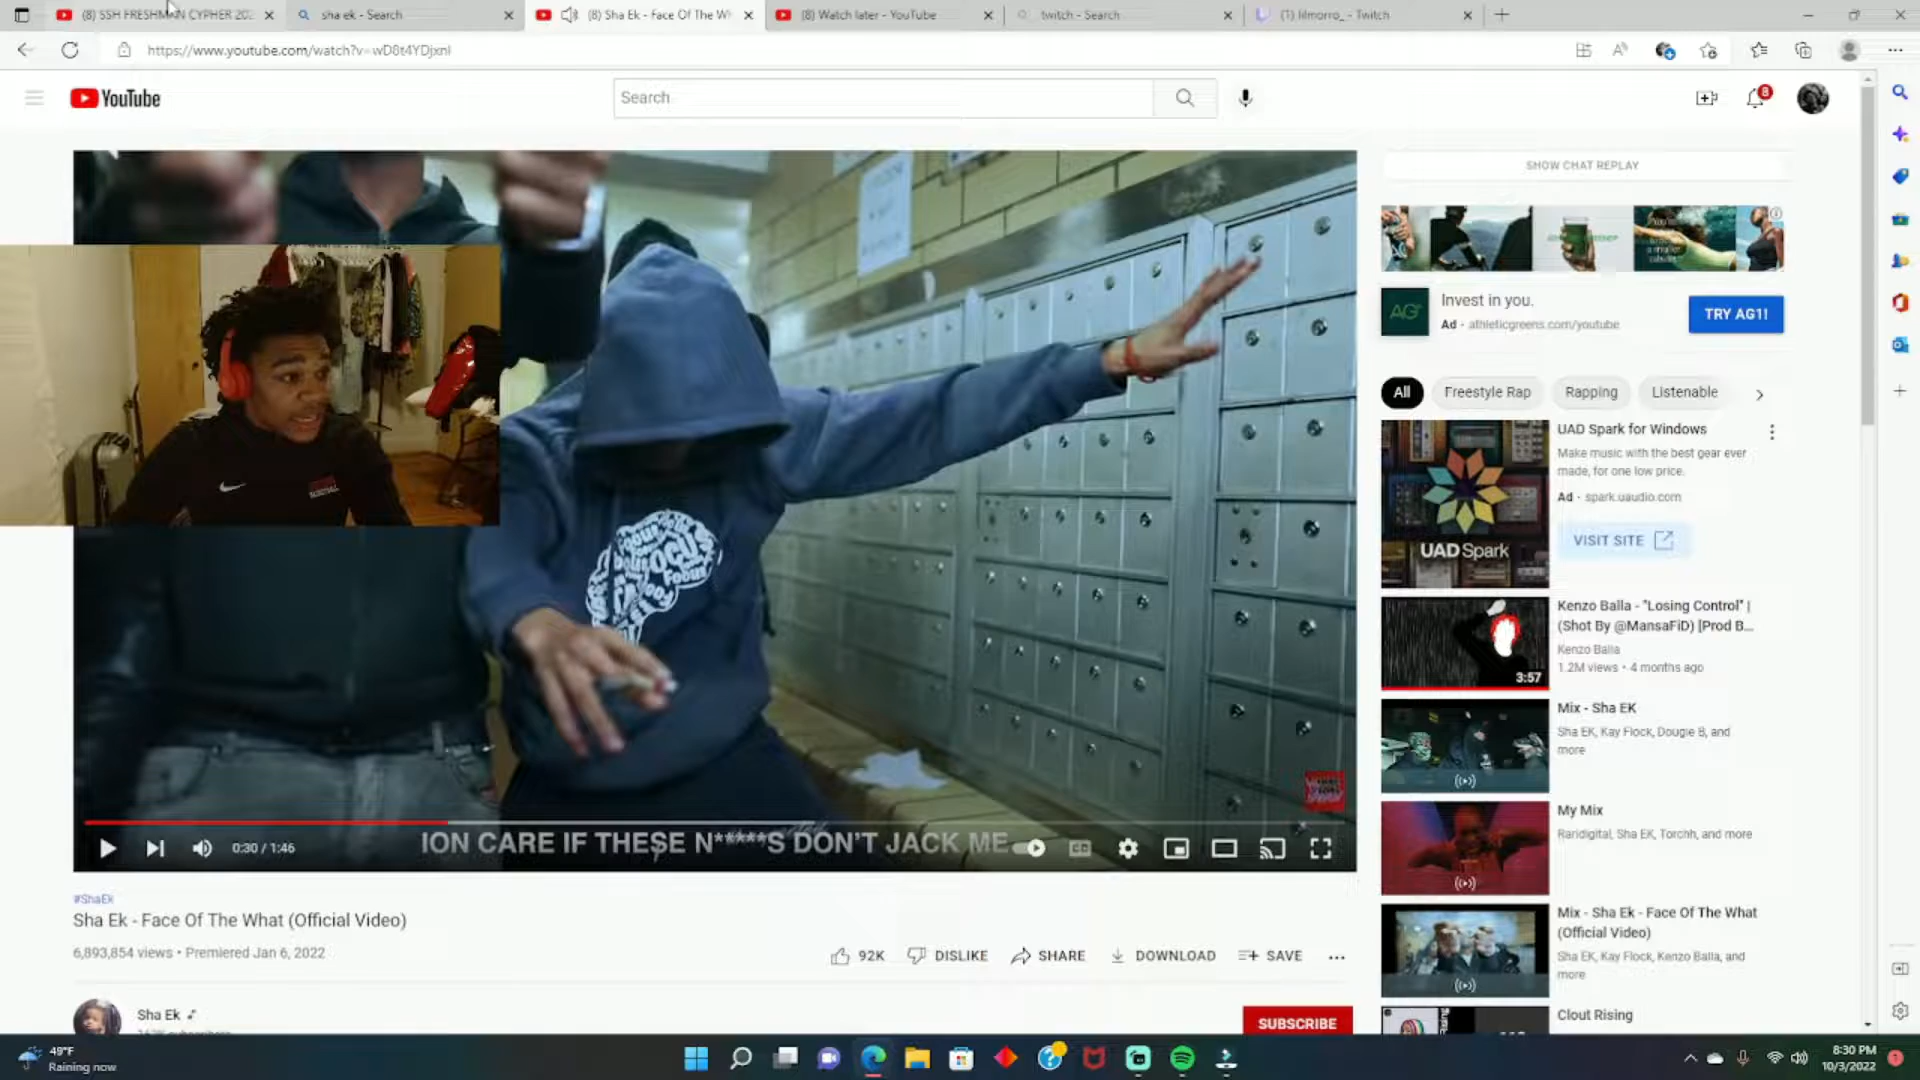 (8) SSH FRESHMAN CYPHER 202
sha ek - Search
(8) Sha Ek - Face Of The Wh
(8) Watch later - YouTube
twitch - Search
(1) lilmorro_ - Twitch
https://www.youtube.com/watch?v=wD8t4YDjxnI
YouTube
Search
8
SHOW CHAT REPLAY
AG
Invest in you.
Ad · athleticgreens.com/youtube
TRY AG1!
All
Freestyle Rap
Rapping
Listenable
UAD Spark
UAD Spark for Windows
Make music with the best gear ever
made, for one low price.
Ad · spark.uaudio.com
VISIT SITE
3:57
Kenzo Balla - "Losing Control" |
(Shot By @MansaFiD) [Prod B...
Kenzo Balla
1.2M views • 4 months ago
Mix - Sha EK
Sha EK, Kay Flock, Dougie B, and
more
My Mix
Raridigital, Sha EK, Torchh, and more
Mix - Sha Ek - Face Of The What
(Official Video)
Sha EK, Kay Flock, Kenzo Balla, and
more
Clout Rising
FOCUS
Focus
0:30 / 1:46
ION CARE IF THESE N*****S DON'T JACK ME
#ShaEk
Sha Ek - Face Of The What (Official Video)
6,893,854 views • Premiered Jan 6, 2022
92K
DISLIKE
SHARE
DOWNLOAD
SAVE
Sha Ek
SUBSCRIBE
49°F
Raining now
8:30 PM
10/3/2022
1